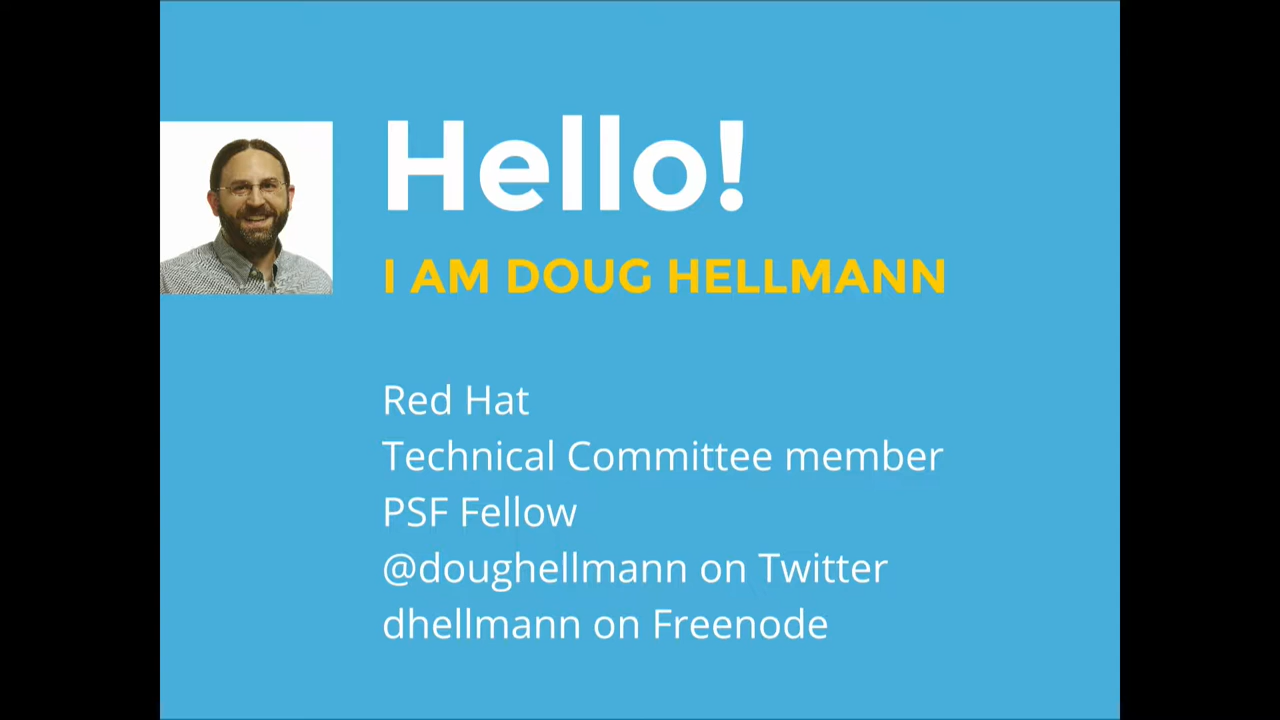 Hello!
I AM DOUG HELLMANN
Red Hat
Technical Committee member
PSF Fellow
@doughellmann on Twitter
dhellmann on Freenode